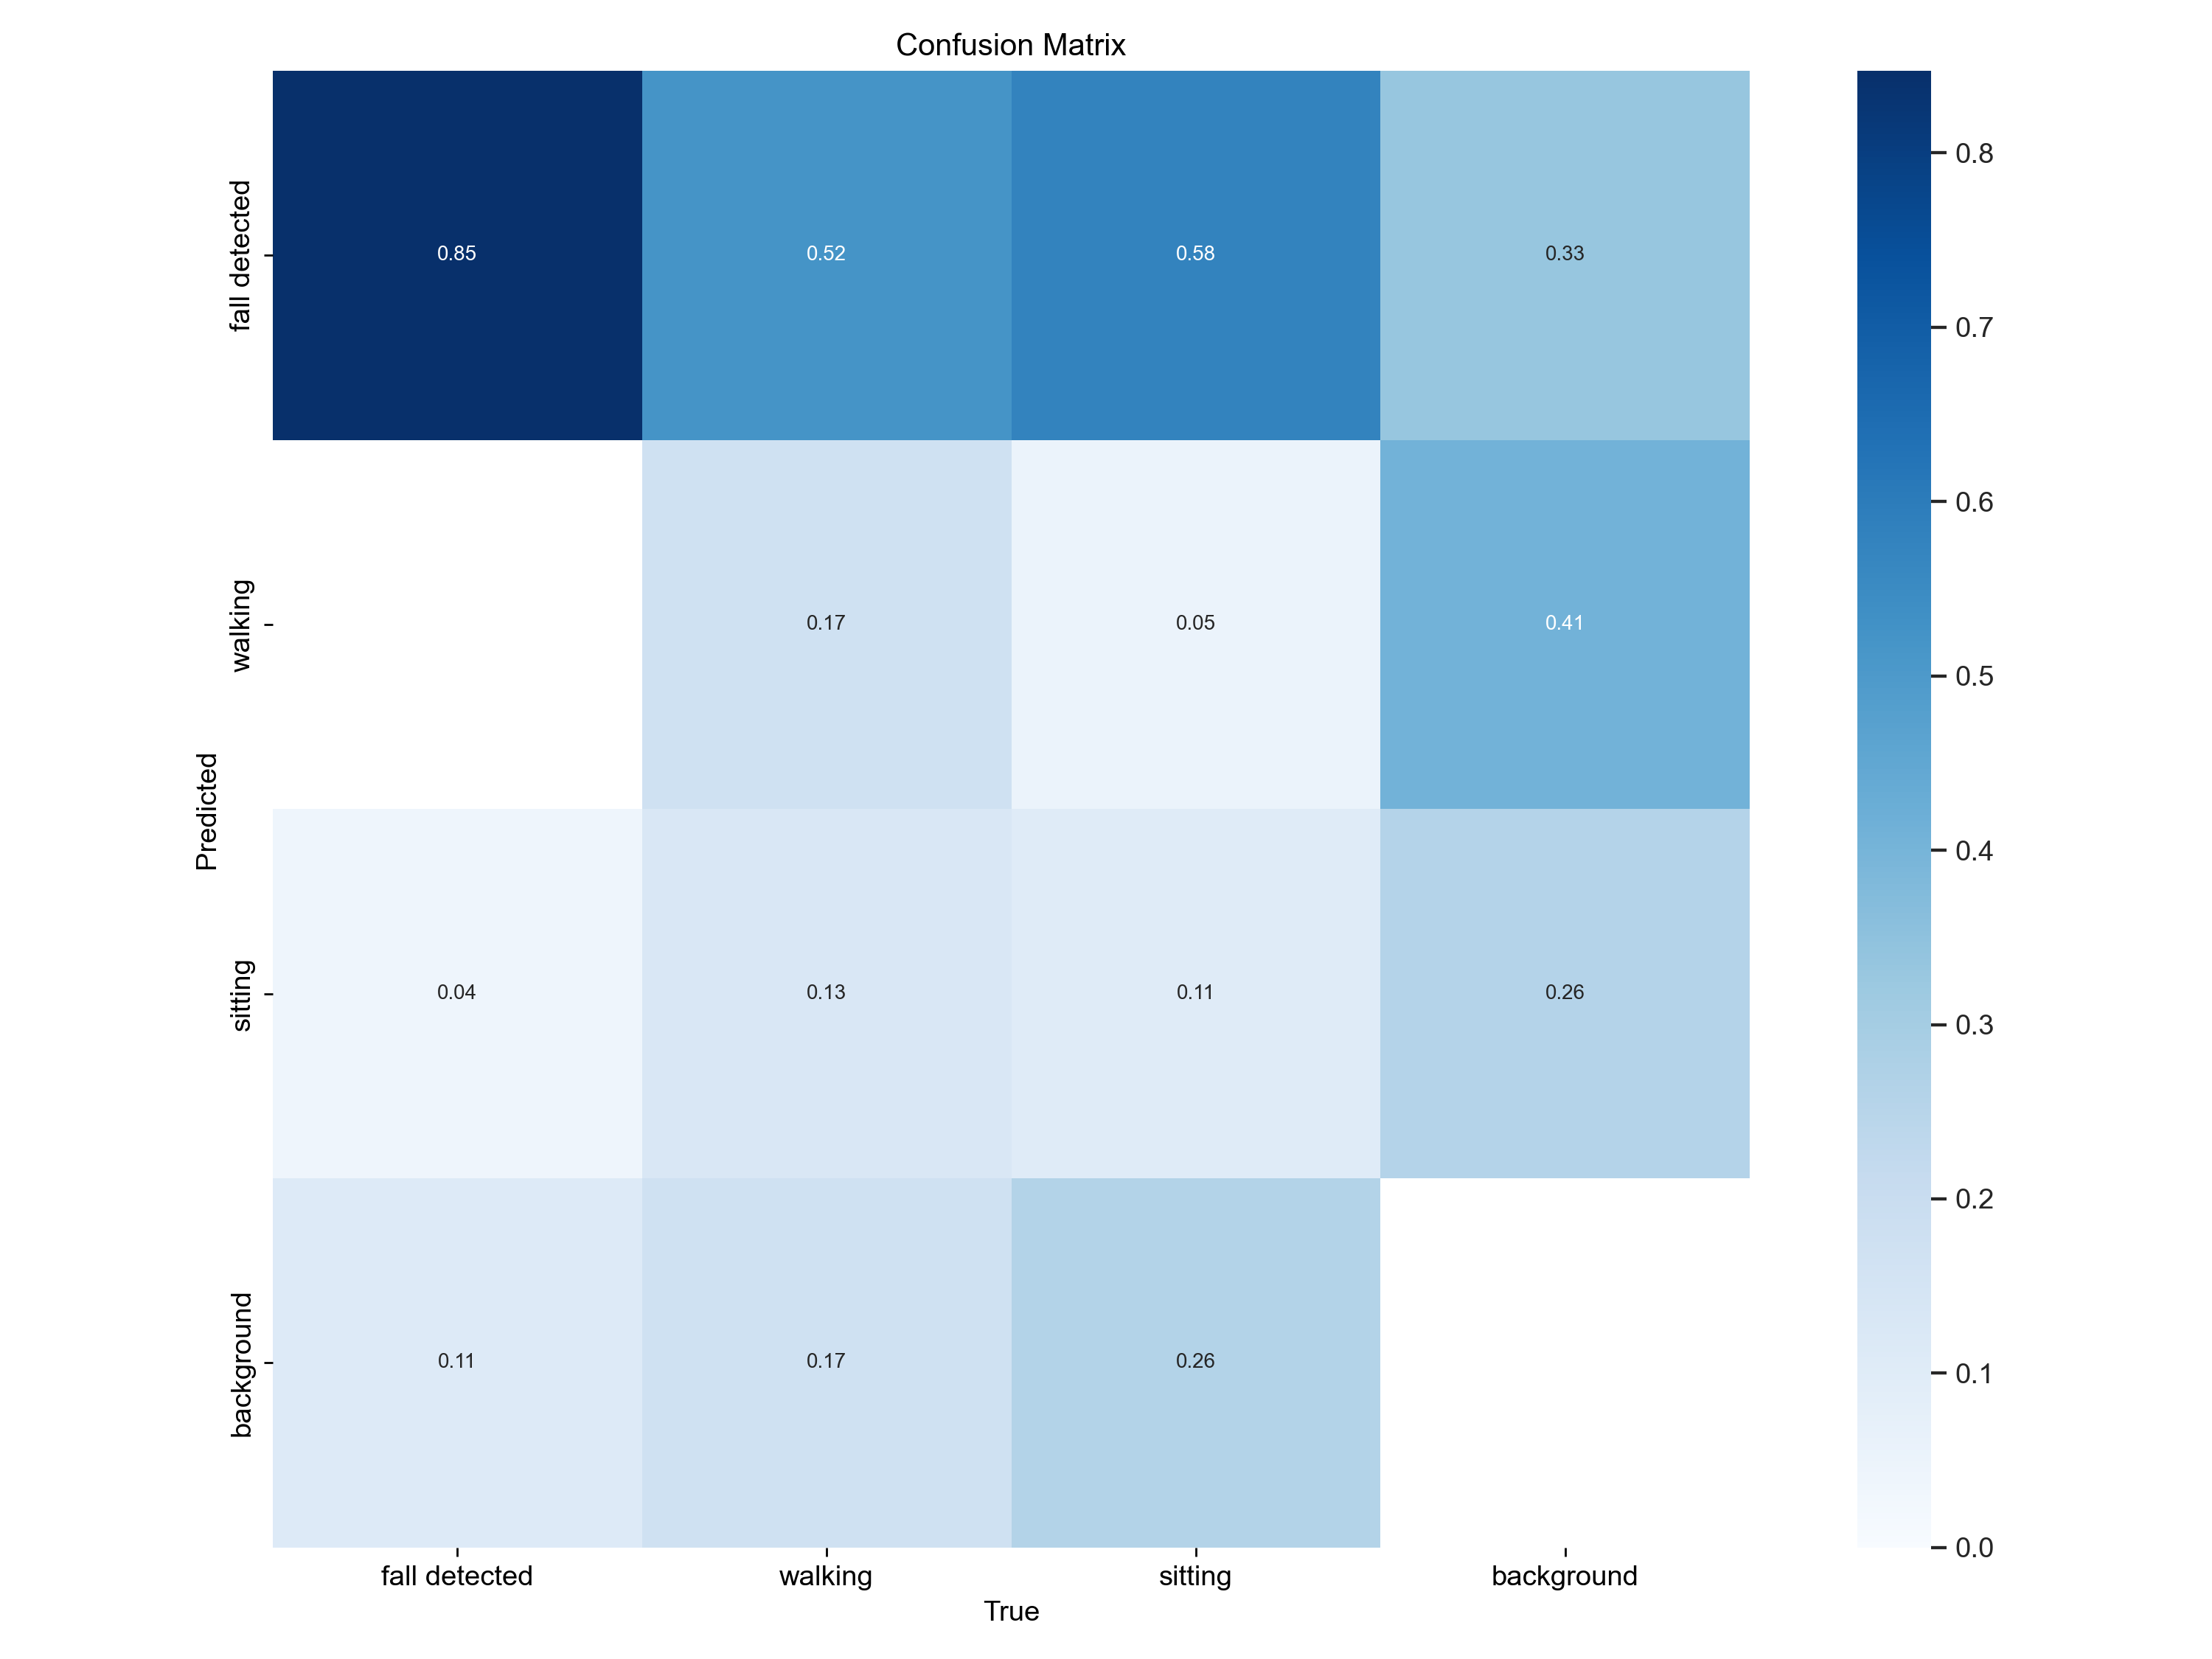 Confusion Matrix
fall detected
0.85
0.52
0.58
0.33
walking
0.17
0.05
0.41
sitting
0.04
0.13
0.11
0.26
background
0.11
0.17
0.26
Predicted
fall detected
walking
sitting
background
True
0.8
0.7
0.6
0.5
0.4
0.3
0.2
0.1
0.0